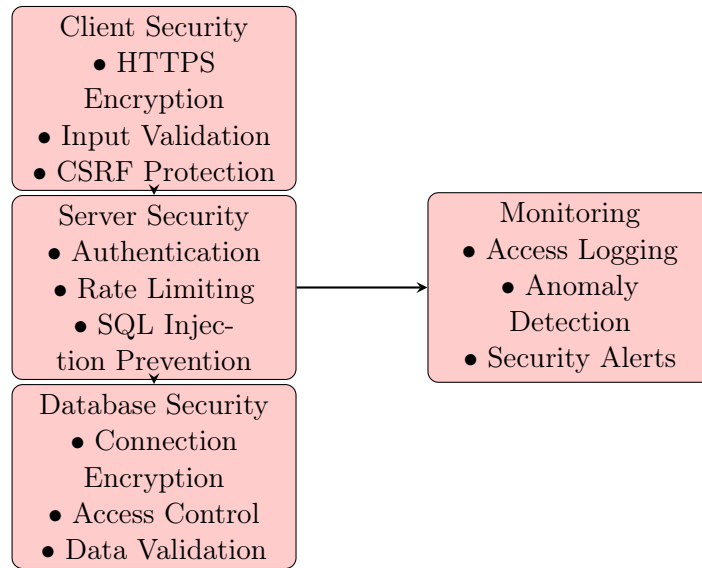 Client Security
• HTTPS
Encryption
• Input Validation
• CSRF Protection
Server Security
• Authentication
• Rate Limiting
• SQL Injec-
tion Prevention
Monitoring
• Access Logging
• Anomaly
Detection
• Security Alerts
Database Security
• Connection
Encryption
• Access Control
• Data Validation